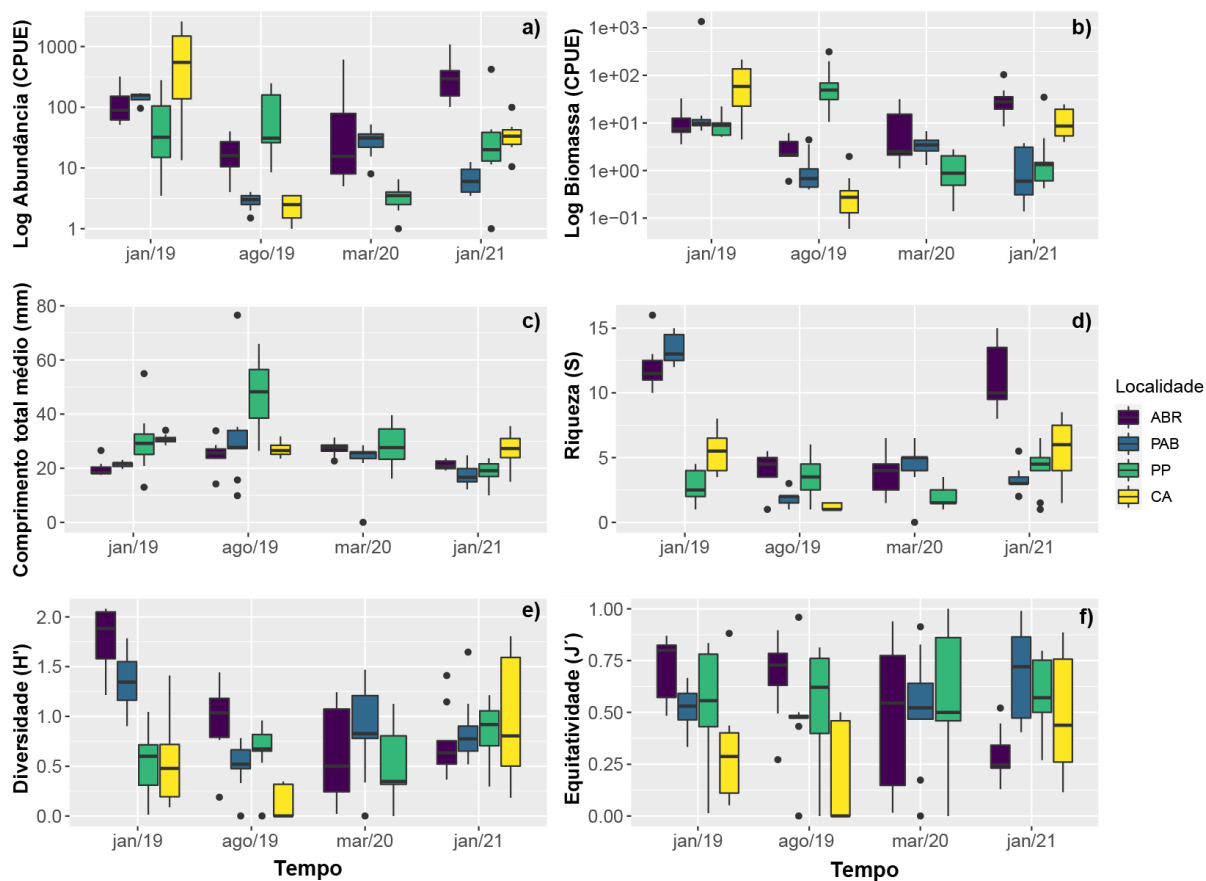 Log Abundância (CPUE)
a)
1000
100
10
1
jan/19 ago/19 mar/20 jan/21
Log Biomassa (CPUE)
b)
1e+03
1e+02
1e+01
1e+00
1e−01
jan/19 ago/19 mar/20 jan/21
Comprimento total médio (mm)
c)
80
60
40
20
0
jan/19 ago/19 mar/20 jan/21
Riqueza (S)
d)
15
10
5
0
jan/19 ago/19 mar/20 jan/21
Localidade
ABR
PAB
PP
CA
Diversidade (H')
e)
2.0
1.5
1.0
0.5
0.0
jan/19 ago/19 mar/20 jan/21
Tempo
Equitatividade (J´)
f)
1.00
0.75
0.50
0.25
0.00
jan/19 ago/19 mar/20 jan/21
Tempo